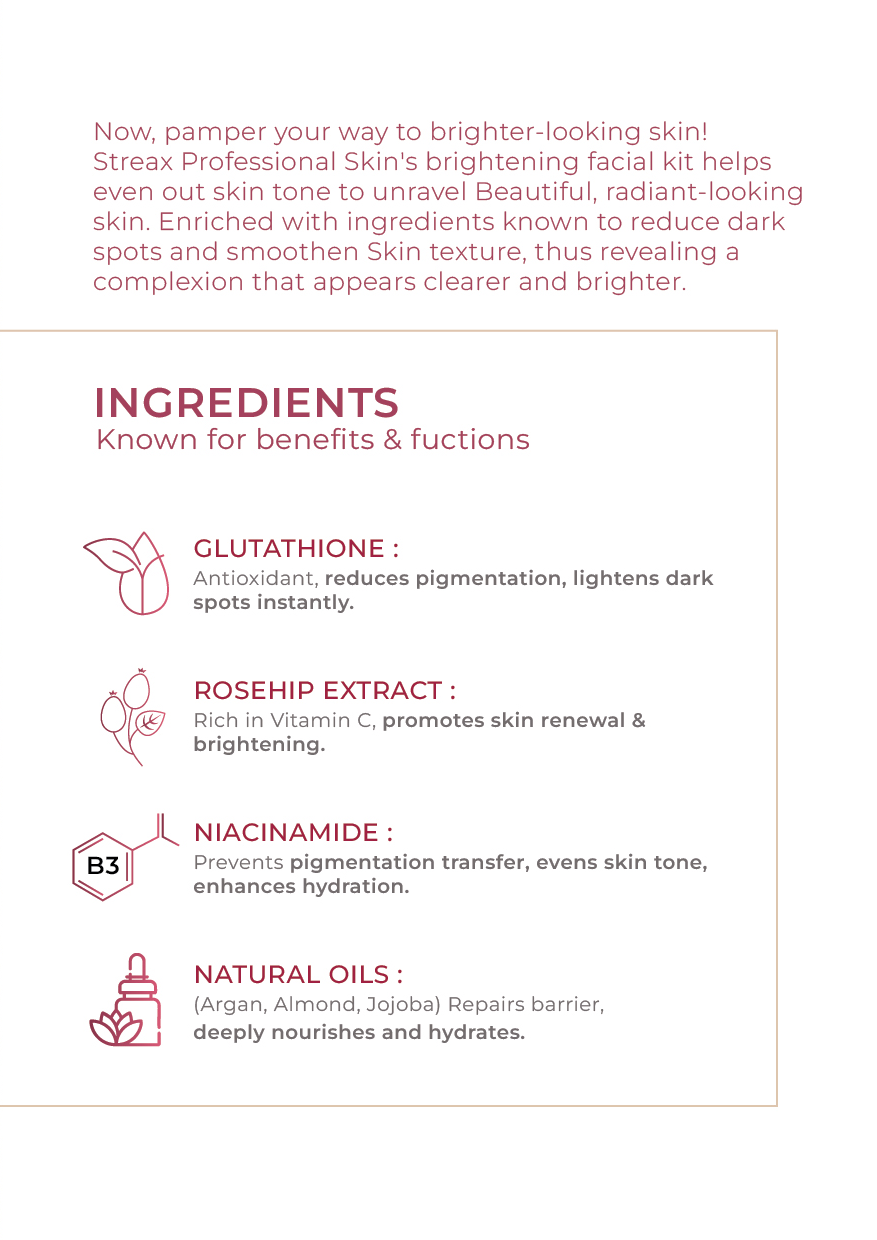 Now, pamper your way to brighter-looking skin!
Streax Professional Skin's brightening facial kit helps
even out skin tone to unravel Beautiful, radiant-looking
skin. Enriched with ingredients known to reduce dark
spots and smoothen Skin texture, thus revealing a
complexion that appears clearer and brighter.
INGREDIENTS
Known for benefits & fuctions
GLUTATHIONE :
Antioxidant, reduces pigmentation, lightens dark
spots instantly.
ROSEHIP EXTRACT :
Rich in Vitamin C, promotes skin renewal &
brightening.
B3
NIACINAMIDE :
Prevents pigmentation transfer, evens skin tone,
enhances hydration.
NATURAL OILS :
(Argan, Almond, Jojoba) Repairs barrier,
deeply nourishes and hydrates.